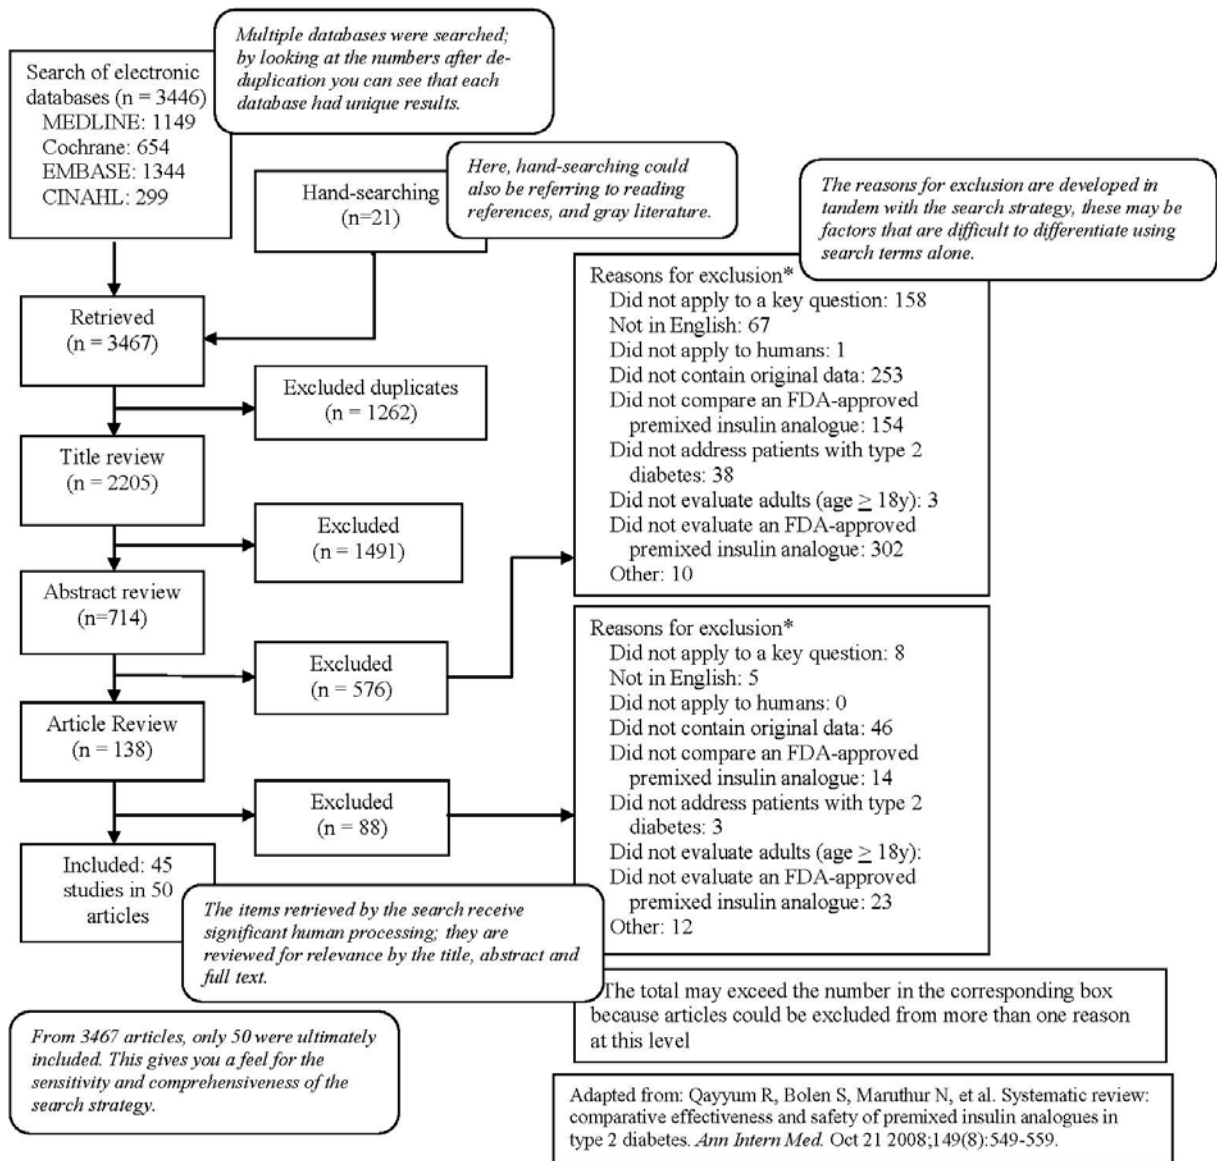 Multiple databases were searched;
by looking at the numbers after de-
duplication you can see that each
database had unique results.
Search of electronic
databases (n = 3446)
MEDLINE: 1149
Cochrane: 654
EMBASE: 1344
CINAHL: 299
Hand-searching
(n=21)
Here, hand-searching could
also be referring to reading
references, and gray literature.
The reasons for exclusion are developed in
tandem with the search strategy, these may be
factors that are difficult to differentiate using
search terms alone.
Retrieved
(n = 3467)
Excluded duplicates
(n = 1262)
Title review
(n = 2205)
Excluded
(n = 1491)
Abstract review
(n=714)
Excluded
(n = 576)
Reasons for exclusion*
Did not apply to a key question: 158
Not in English: 67
Did not apply to humans: 1
Did not contain original data: 253
Did not compare an FDA-approved
premixed insulin analogue: 154
Did not address patients with type 2
diabetes: 38
Did not evaluate adults (age ≥ 18y): 3
Did not evaluate an FDA-approved
premixed insulin analogue: 302
Other: 10
Article Review
(n = 138)
Excluded
(n = 88)
Reasons for exclusion*
Did not apply to a key question: 8
Not in English: 5
Did not apply to humans: 0
Did not contain original data: 46
Did not compare an FDA-approved
premixed insulin analogue: 14
Did not address patients with type 2
diabetes: 3
Did not evaluate adults (age ≥ 18y):
Did not evaluate an FDA-approved
premixed insulin analogue: 23
Other: 12
Included: 45
studies in 50
articles
The items retrieved by the search receive
significant human processing; they are
reviewed for relevance by the title, abstract and
full text.
The total may exceed the number in the corresponding box
because articles could be excluded from more than one reason
at this level
From 3467 articles, only 50 were ultimately
included. This gives you a feel for the
sensitivity and comprehensiveness of the
search strategy.
Adapted from: Qayyum R, Bolen S, Maruthur N, et al. Systematic review:
comparative effectiveness and safety of premixed insulin analogues in
type 2 diabetes. Ann Intern Med. Oct 21 2008;149(8):549-559.